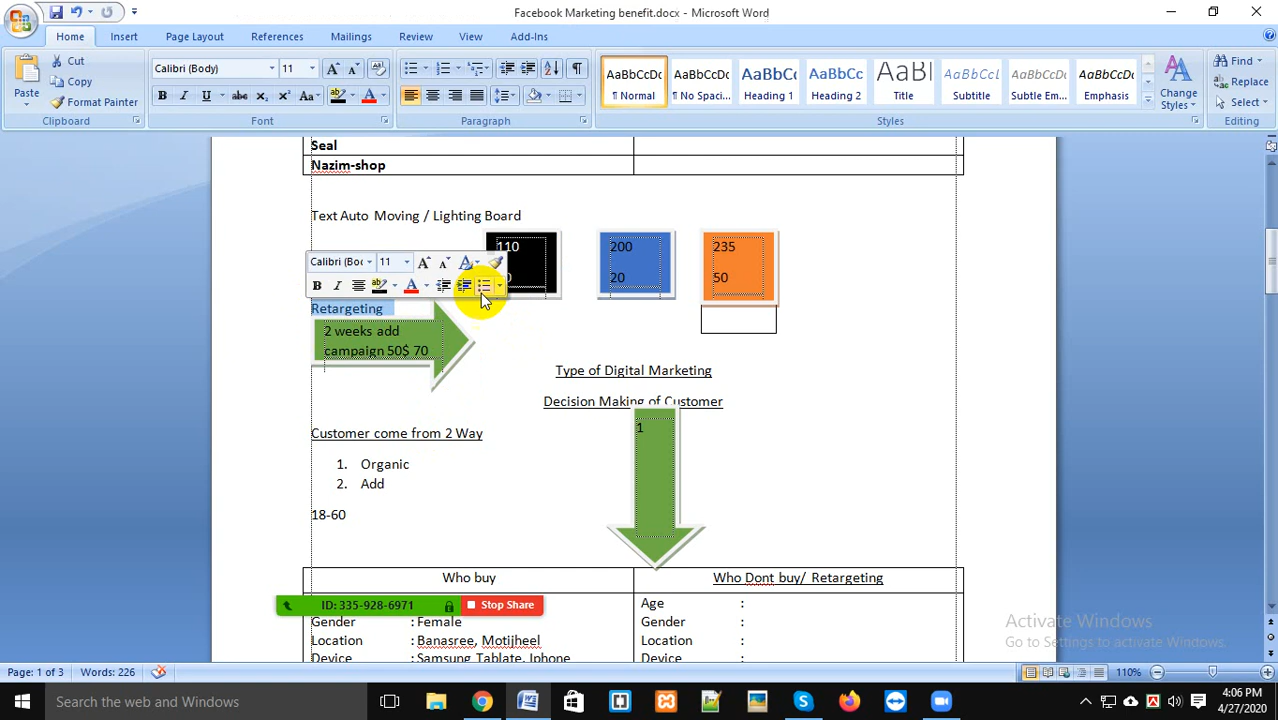 Facebook Marketing benefit.docx - Microsoft Word
Home Insert Page Layout References Mailings Review View Add-Ins
Paste
Cut
Copy
Format Painter
Clipboard
Calibri (Body) 11
Font
Paragraph
AaBbCcDc AaBbCcDc AaBbCc AaBbCc AaBl AaBbCcL AaBbCcDc AaBbCcDc
¶ Normal ¶ No Spaci... Heading 1 Heading 2 Title Subtitle Subtle Em... Emphasis
Change Styles
Styles
Find
Replace
Select
Editing
Seal
Nazim-shop
Text Auto Moving / Lighting Board
110 200 235
20 50
Calibri (Boc 11
Retargeting
2 weeks add
campaign 50$ 70
Type of Digital Marketing
Decision Making of Customer
1
Customer come from 2 Way
1. Organic
2. Add
18-60
Who buy Who Dont buy/ Retargeting
Age :
Gender : Female Gender :
Location : Banasree, Motijheel Location :
Device : Samsung Tablate, Iphone Device :
ID: 335-928-6971 Stop Share
Activate Windows
Go to Settings to activate Windows.
Page: 1 of 3 Words: 226 110%
Search the web and Windows
4:06 PM
4/27/2020